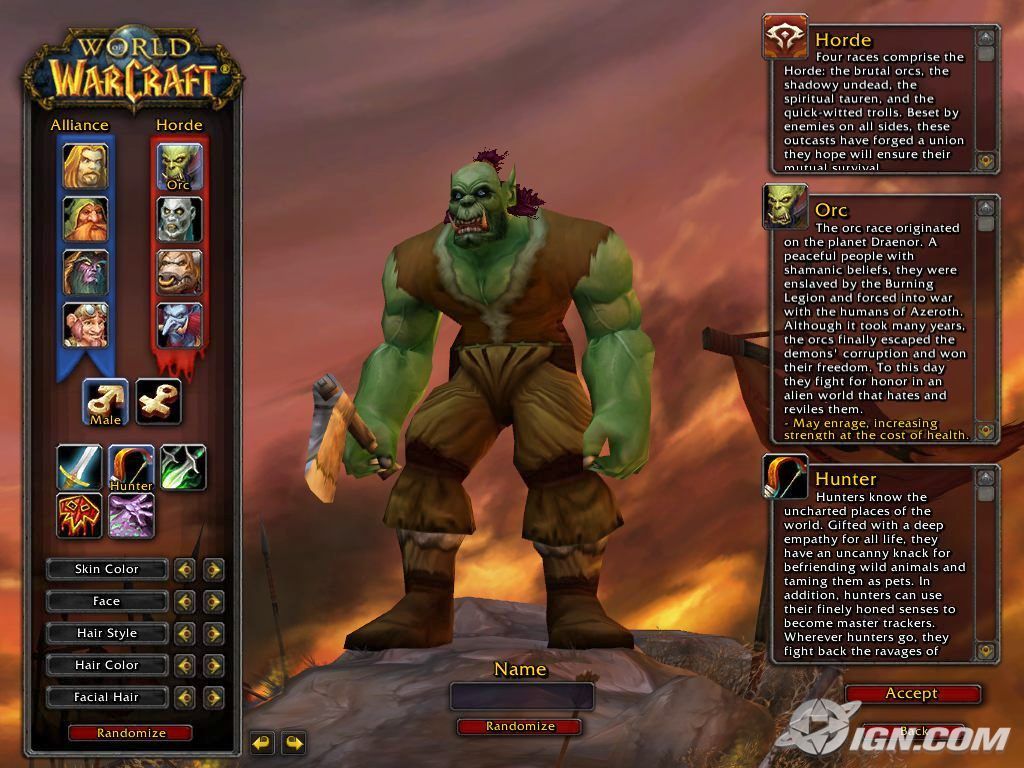 WORLD
OF
WARCRAFT®
Alliance Horde
Orc
Male
Hunter
Skin Color
Face
Hair Style
Hair Color
Facial Hair
Randomize
Name
Randomize
Horde
Four races comprise the
Horde: the brutal orcs, the
shadowy undead, the
spiritual tauren, and the
quick-witted trolls. Beset by
enemies on all sides, these
outcasts have forged a union
they hope will ensure their
mutual survival
Orc
The orc race originated
on the planet Draenor. A
peaceful people with
shamanic beliefs, they were
enslaved by the Burning
Legion and forced into war
with the humans of Azeroth.
Although it took many years,
the orcs finally escaped the
demons' corruption and won
their freedom. To this day
they fight for honor in an
alien world that hates and
reviles them.
- May enrage, increasing
strength at the cost of health.
Hunter
Hunters know the
uncharted places of the
world. Gifted with a deep
empathy for all life, they
have an uncanny knack for
befriending wild animals and
taming them as pets. In
addition, hunters can use
their finely honed senses to
become master trackers.
Wherever hunters go, they
fight back the ravages of
Accept
Back
IGN.COM